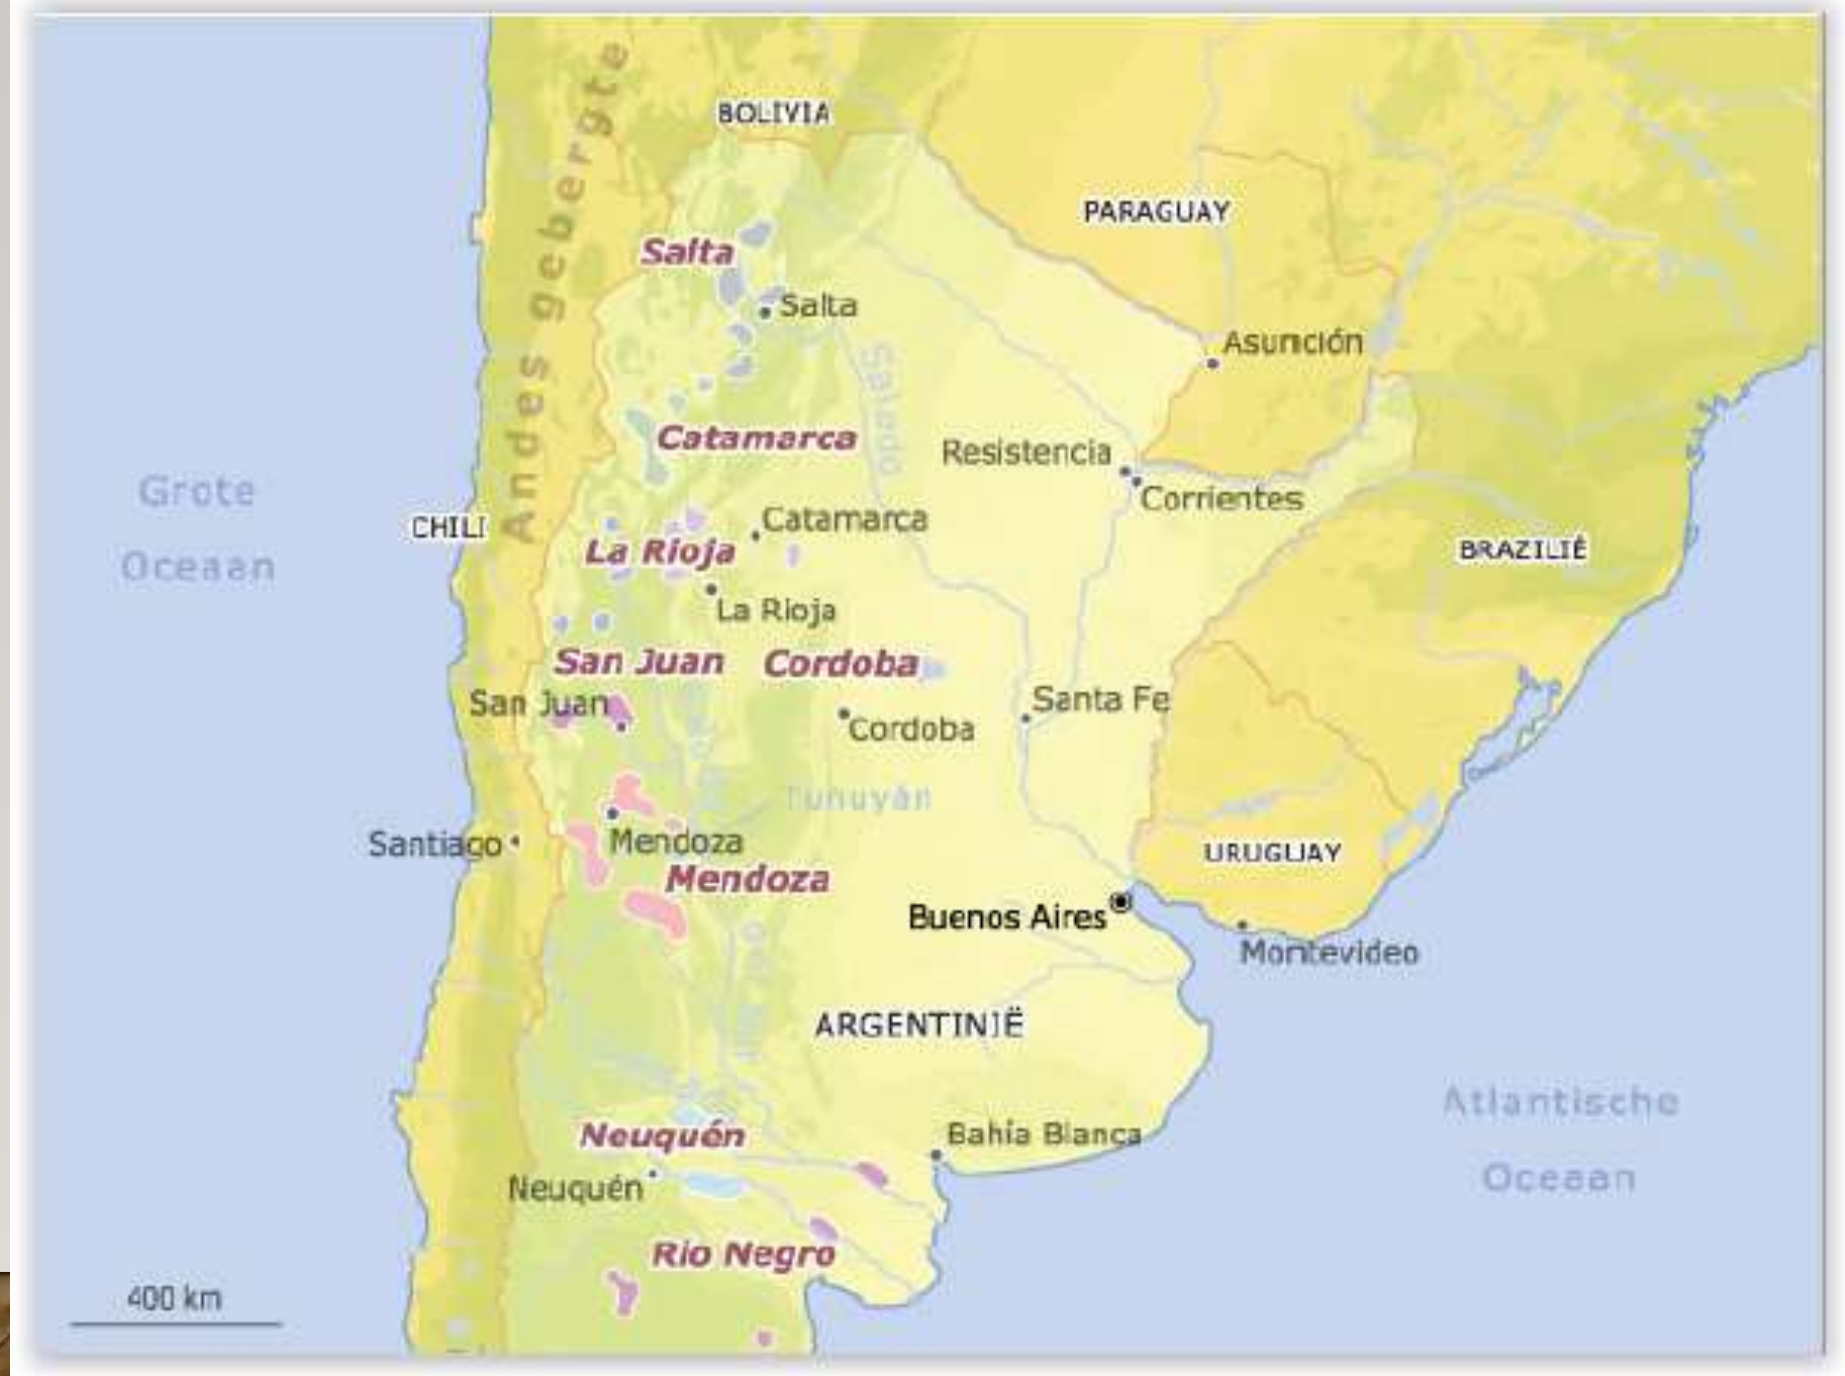 BOLIVIA
Andes gebergte
PARAGUAY
Salta
Salta
Asunción
Salado
Catamarca
Resistencia
Corrientes
Grote
Oceaan
CHILI
Catamarca
BRAZILIË
La Rioja
La Rioja
San Juan
Cordoba
San Juan
Santa Fe
Cordoba
Tunuyán
Santiago
Mendoza
Mendoza
URUGUAY
Buenos Aires
Montevideo
ARGENTINIË
Atlantische
Oceaan
Neuquén
Bahía Blanca
Neuquén
Rio Negro
400 km